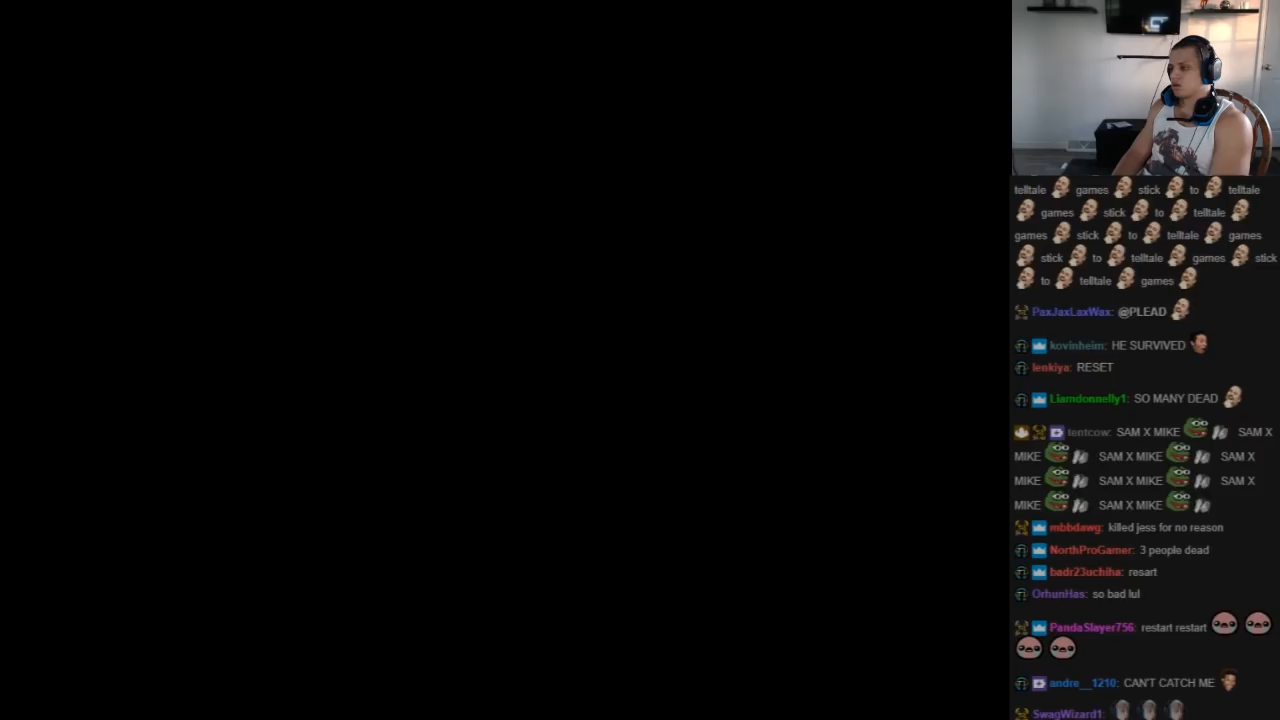 telltale games stick to telltale
games stick to telltale
games stick to telltale games
stick to telltale games stick
to telltale games
PaxJaxLaxWax: @PLEAD
kovinheim: HE SURVIVED
lenkiya: RESET
Liamdonnelly1: SO MANY DEAD
tentcow: SAM X MIKE SAM X
MIKE SAM X MIKE SAM X
MIKE SAM X MIKE SAM X
MIKE SAM X MIKE
mbbdawg: killed jess for no reason
NorthProGamer: 3 people dead
badr23uchiha: resart
OrhunHas: so bad lul
PandaSlayer756: restart restart
andre__1210: CAN'T CATCH ME
SwagWizard1: